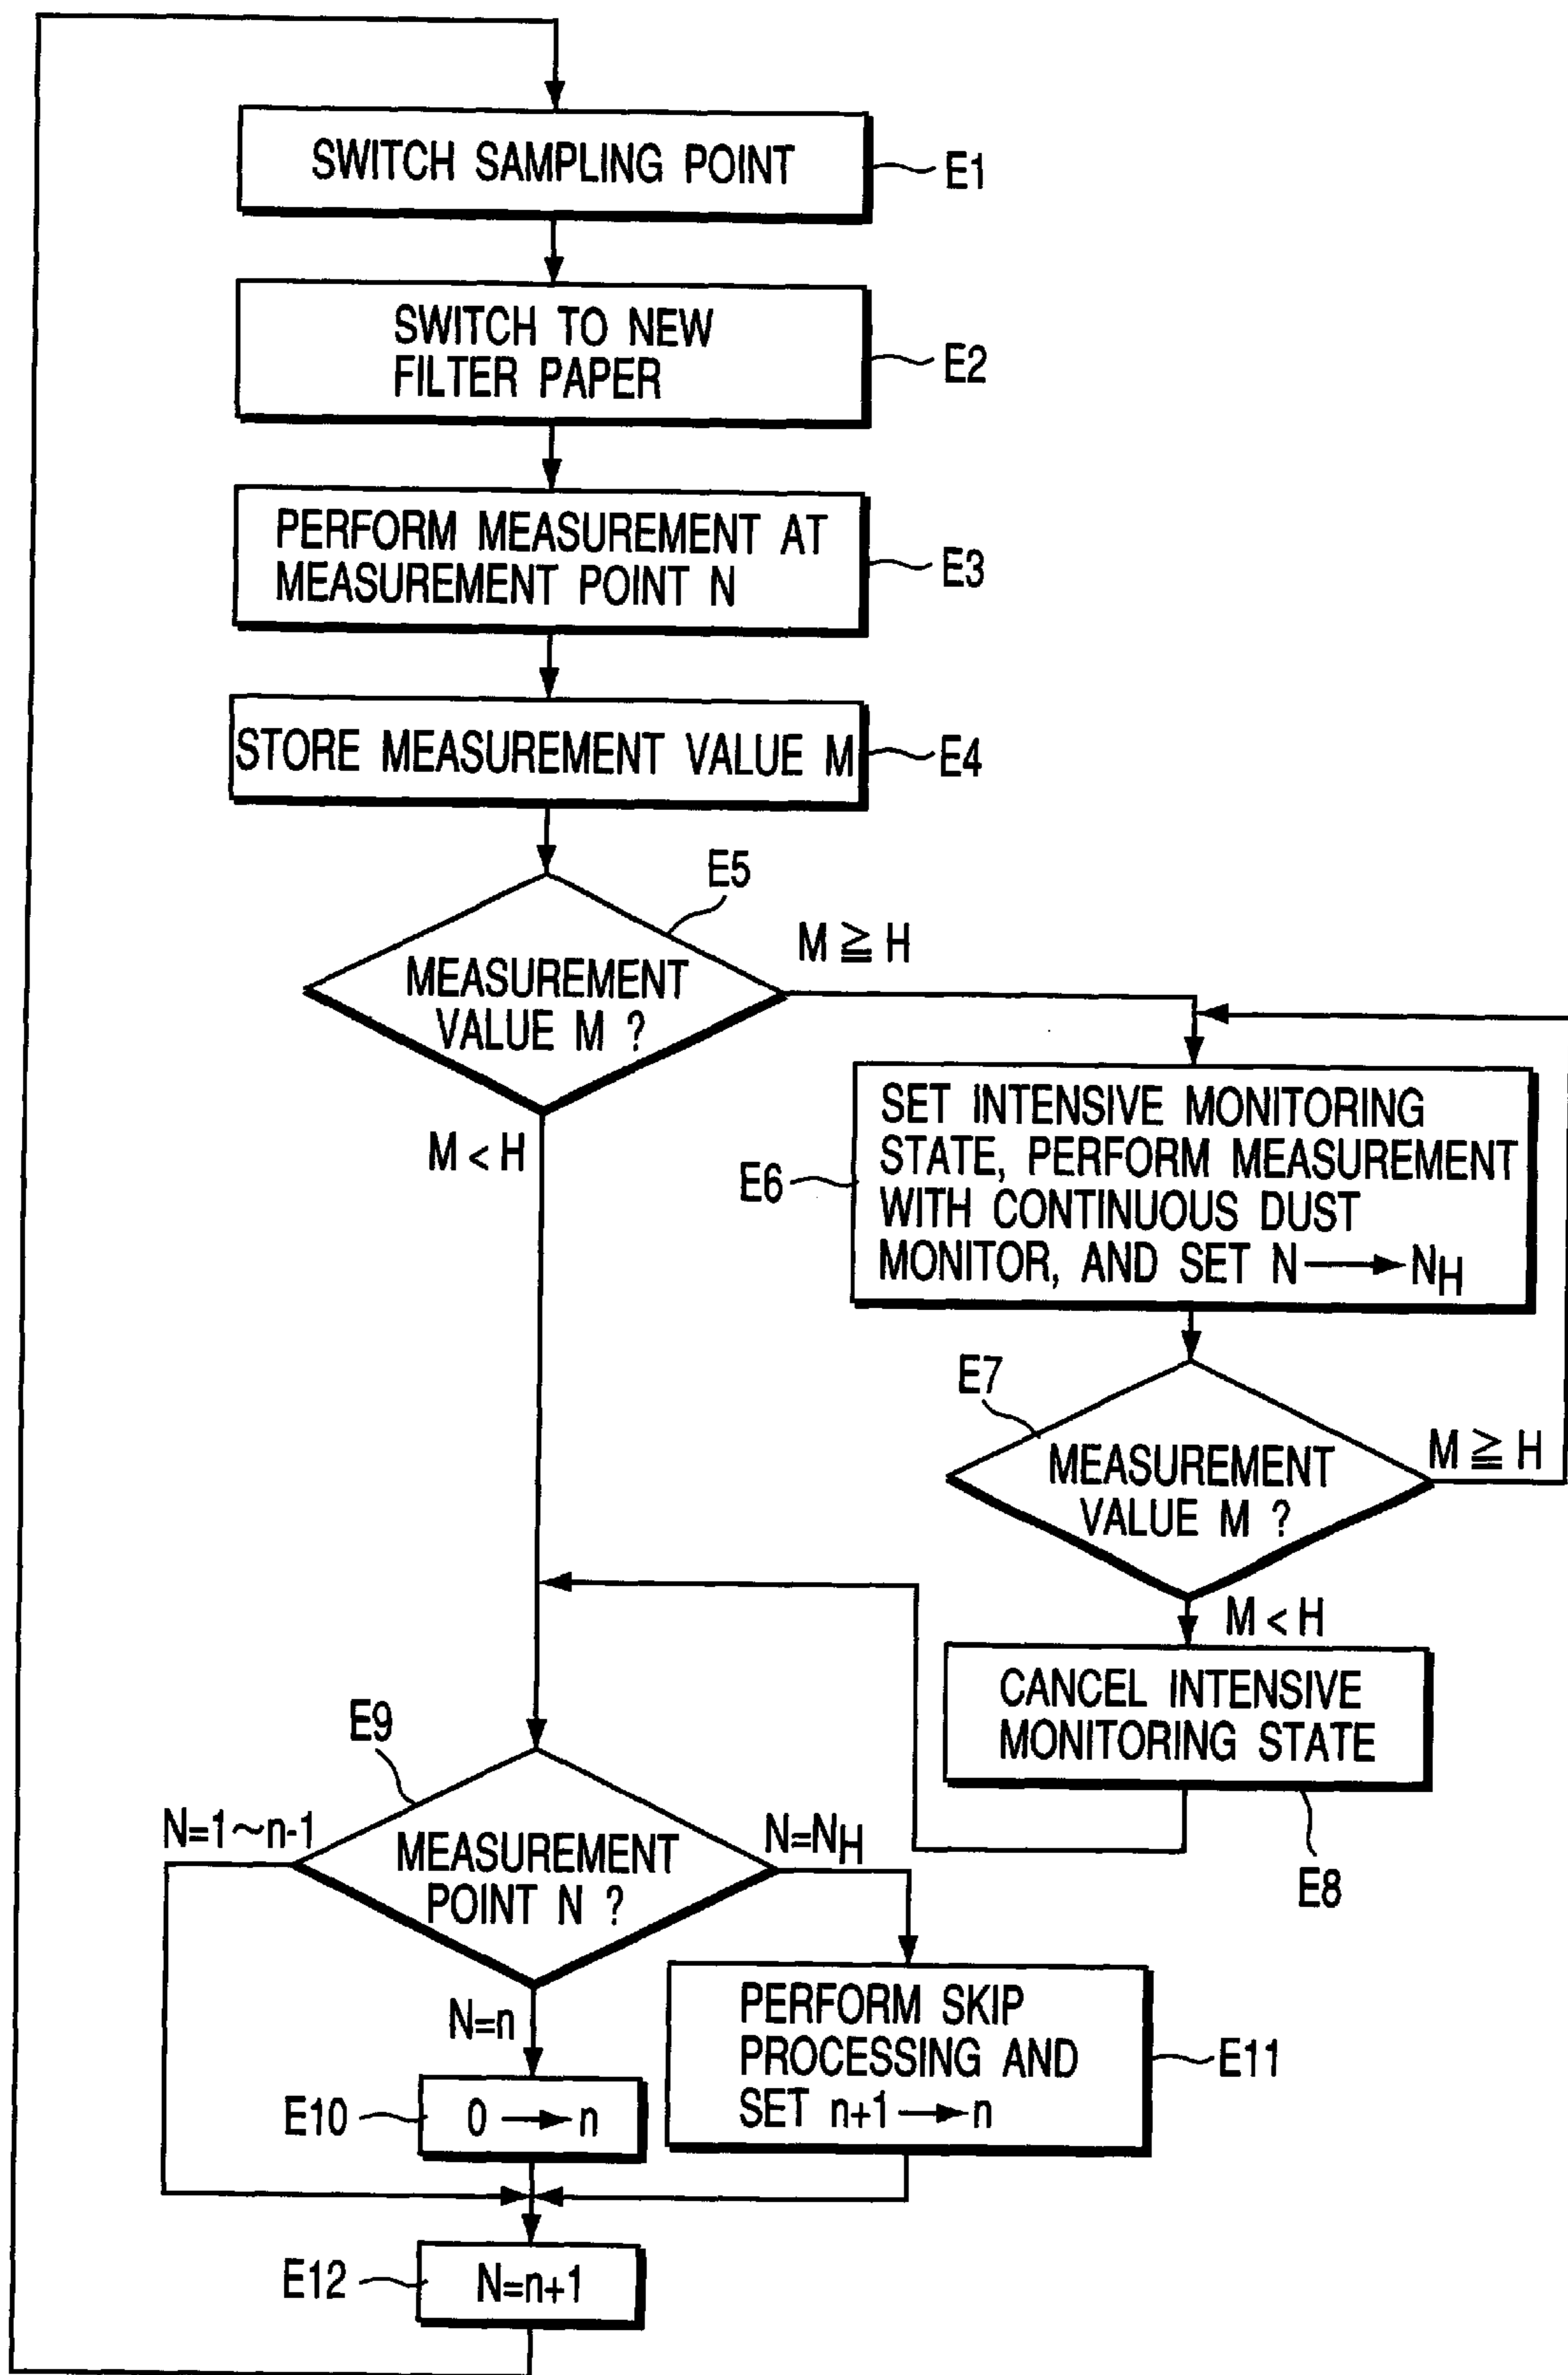 SWITCH SAMPLING POINT
E1
SWITCH TO NEW
FILTER PAPER
E2
PERFORM MEASUREMENT AT
MEASUREMENT POINT N
E3
STORE MEASUREMENT VALUE M
E4
E5
MEASUREMENT
VALUE M ?
M ≧ H
M < H
SET INTENSIVE MONITORING
STATE, PERFORM MEASUREMENT
WITH CONTINUOUS DUST
MONITOR, AND SET N → NH
E6
E7
MEASUREMENT
VALUE M ?
M ≧ H
M < H
CANCEL INTENSIVE
MONITORING STATE
E8
E9
MEASUREMENT
POINT N ?
N=1~n-1
N=NH
N=n
PERFORM SKIP
PROCESSING AND
SET n+1 → n
E11
E10
0 → n
E12
N=n+1